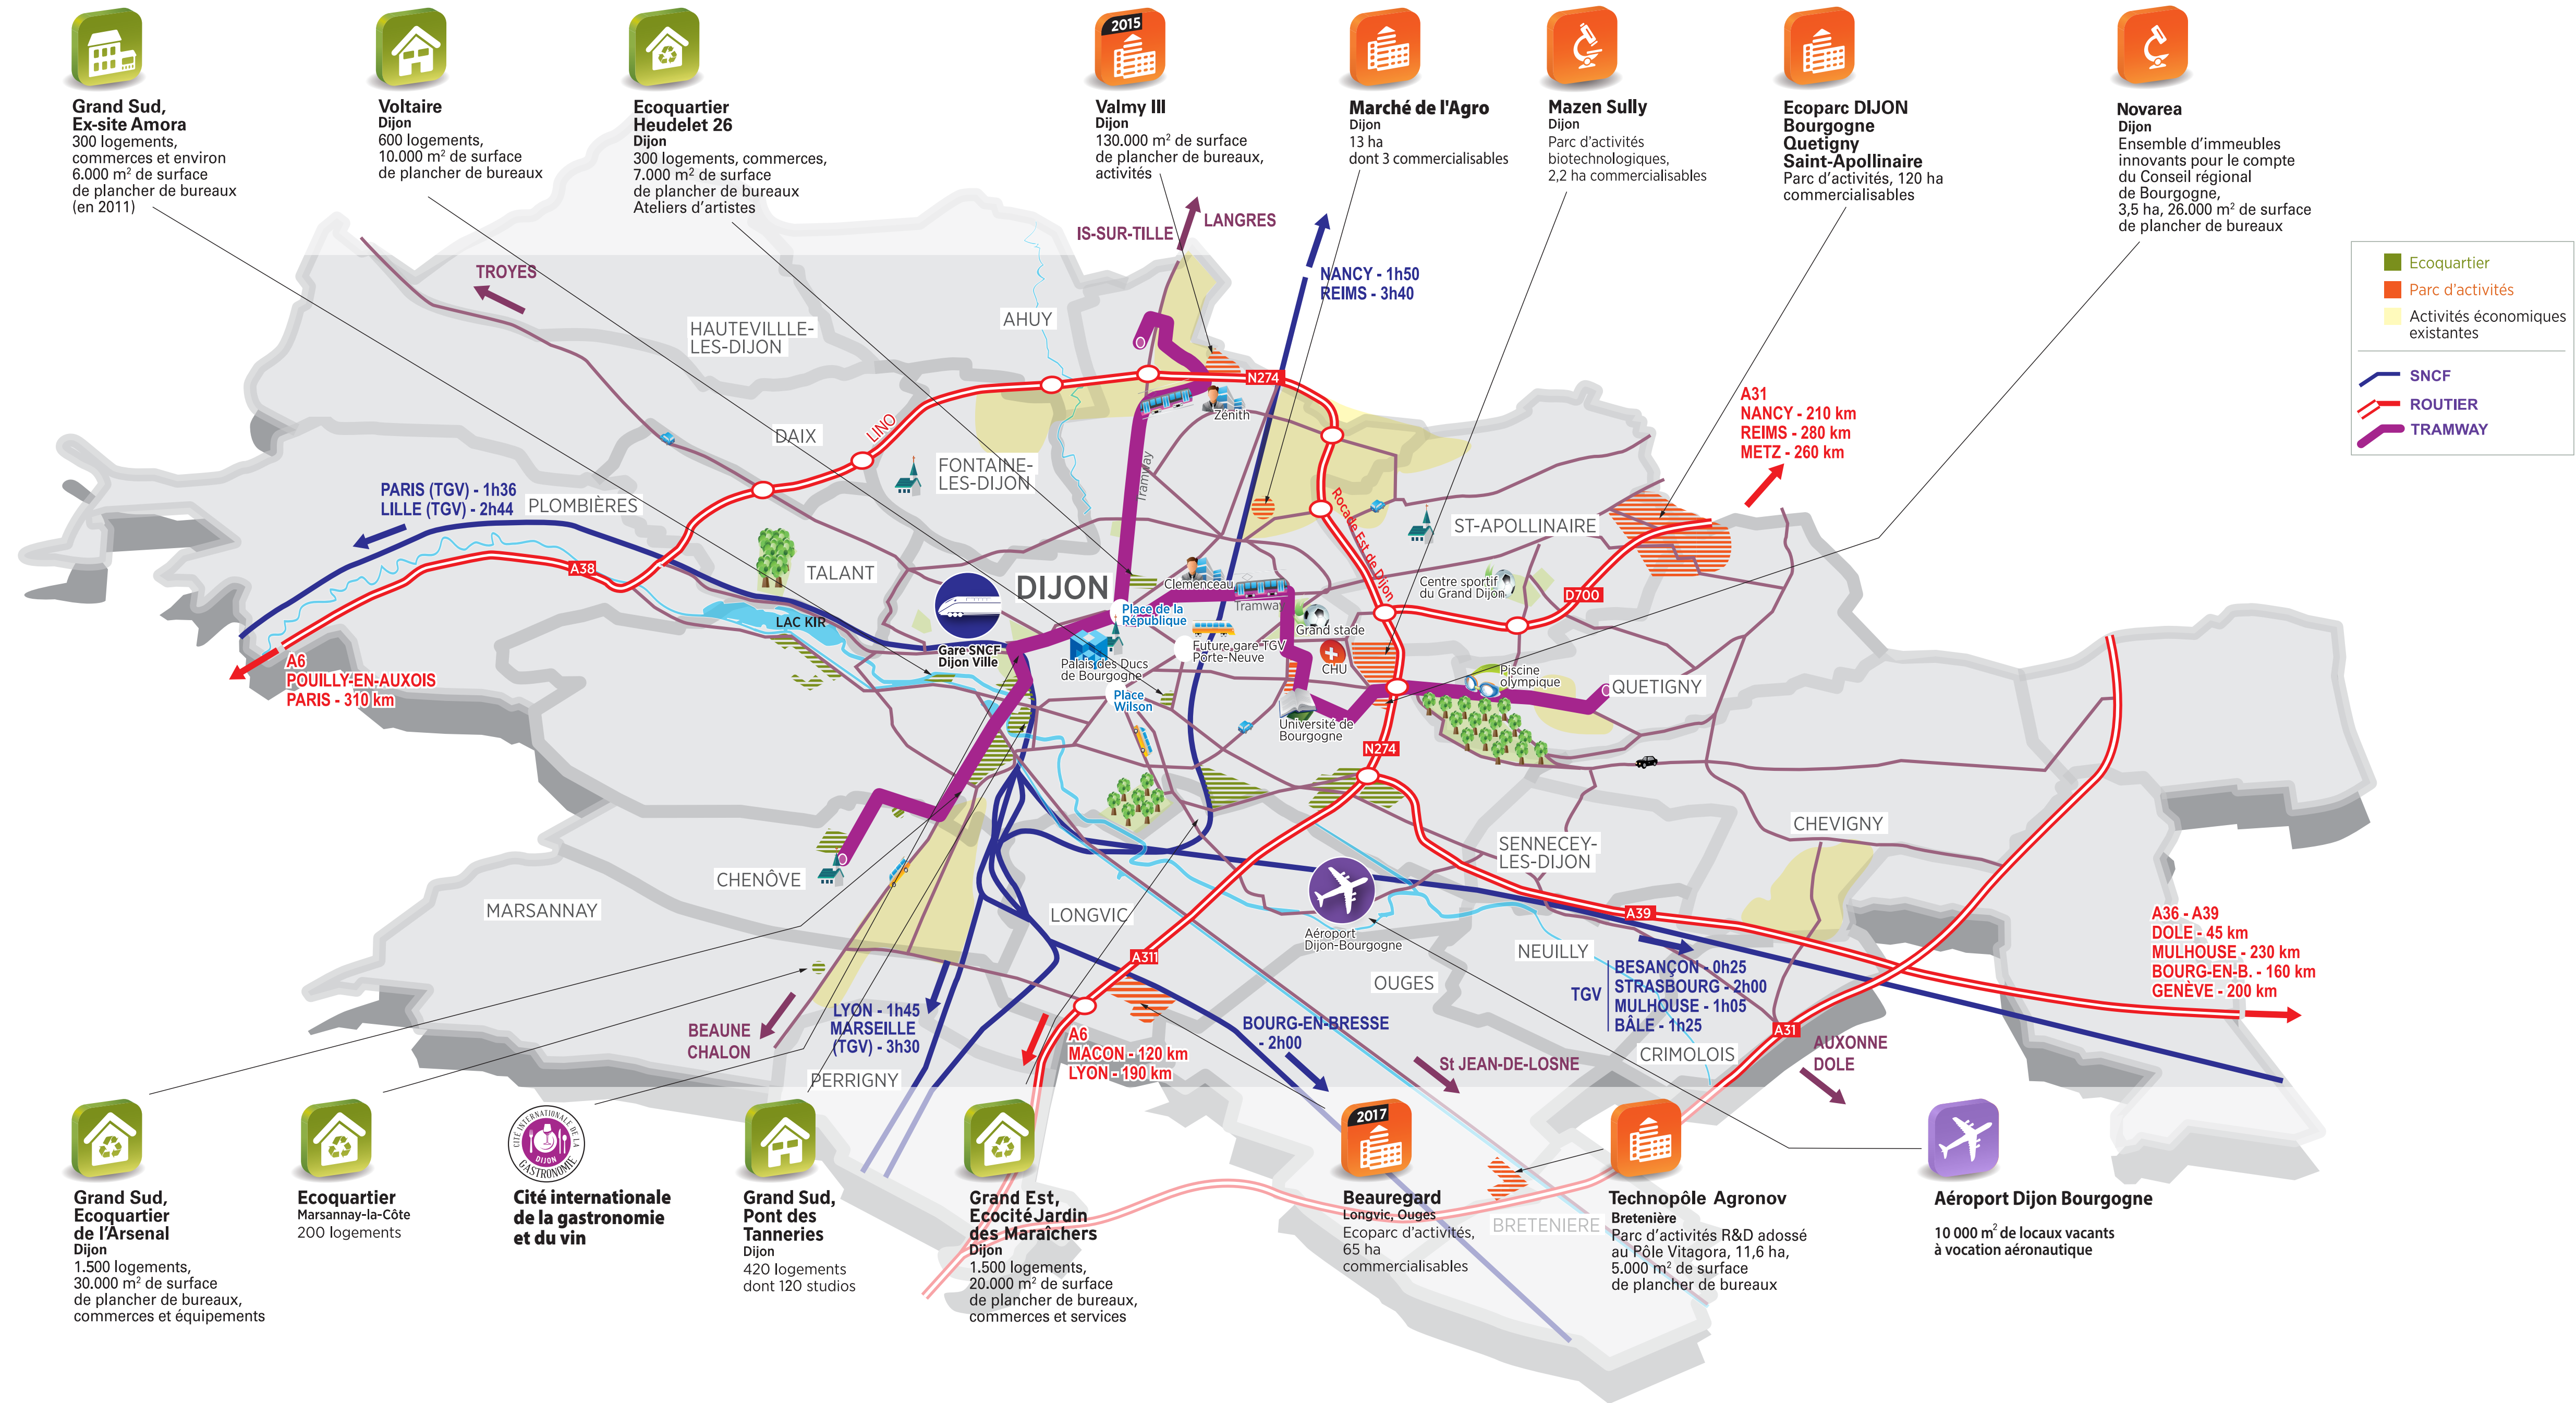 Grand Sud,
Ex-site Amora
300 logements,
commerces et environ
6.000 m² de surface
de plancher de bureaux
(en 2011)
Voltaire
Dijon
600 logements,
10.000 m² de surface
de plancher de bureaux
Ecoquartier
Heudelet 26
Dijon
300 logements, commerces,
7.000 m² de surface
de plancher de bureaux
Ateliers d'artistes
2015
Valmy III
Dijon
130.000 m² de surface
de plancher de bureaux,
activités
Marché de l'Agro
Dijon
13 ha
dont 3 commercialisables
Mazen Sully
Dijon
Parc d'activités
biotechnologiques,
2,2 ha commercialisables
Ecoparc DIJON
Bourgogne
Quetigny
Saint-Apollinaire
Parc d'activités, 120 ha
commercialisables
Novarea
Dijon
Ensemble d'immeubles
innovants pour le compte
du Conseil régional
de Bourgogne,
3,5 ha, 26.000 m² de surface
de plancher de bureaux
Ecoquartier
Parc d'activités
Activités économiques
existantes
SNCF
ROUTIER
TRAMWAY
IS-SUR-TILLE
LANGRES
TROYES
NANCY - 1h50
REIMS - 3h40
HAUTEVILLLE-
LES-DIJON
AHUY
N274
A31
NANCY - 210 km
REIMS - 280 km
METZ - 260 km
Zénith
DAIX
LINO
FONTAINE-
LES-DIJON
Tramway
PARIS (TGV) - 1h36
LILLE (TGV) - 2h44
PLOMBIÈRES
Rocade Est de Dijon
ST-APOLLINAIRE
A38
TALANT
DIJON
Clemenceau
Tramway
Centre sportif
du Grand Dijon
D700
LAC KIR
Place de la
République
Grand stade
Gare SNCF
Dijon Ville
Palais des Ducs
de Bourgogne
Future gare TGV
Porte-Neuve
CHU
Piscine
olympique
QUETIGNY
A6
POUILLY-EN-AUXOIS
PARIS - 310 km
Place
Wilson
Université de
Bourgogne
N274
CHEVIGNY
SENNECEY-
LES-DIJON
CHENÔVE
MARSANNAY
LONGVIC
A39
Aéroport
Dijon-Bourgogne
NEUILLY
A311
OUGES
TGV
BESANÇON - 0h25
STRASBOURG - 2h00
MULHOUSE - 1h05
BÂLE - 1h25
A36 - A39
DOLE - 45 km
MULHOUSE - 230 km
BOURG-EN-B. - 160 km
GENÈVE - 200 km
BEAUNE
CHALON
LYON - 1h45
MARSEILLE
(TGV) - 3h30
A6
MACON - 120 km
LYON - 190 km
BOURG-EN-BRESSE
- 2h00
A31
AUXONNE
DOLE
CRIMOLOIS
St JEAN-DE-LOSNE
PERRIGNY
BRETENIERE
Grand Sud,
Ecoquartier
de l'Arsenal
Dijon
1.500 logements,
30.000 m² de surface
de plancher de bureaux,
commerces et équipements
Ecoquartier
Marsannay-la-Côte
200 logements
CITÉ INTERNATIONALE DE LA
DIJON
GASTRONOMIE
Cité internationale
de la gastronomie
et du vin
Grand Sud,
Pont des
Tanneries
Dijon
420 logements
dont 120 studios
Grand Est,
Ecocité Jardin
des Maraîchers
Dijon
1.500 logements,
20.000 m² de surface
de plancher de bureaux,
commerces et services
2017
Beauregard
Longvic, Ouges
Ecoparc d'activités,
65 ha
commercialisables
Technopôle Agronov
Bretenière
Parc d'activités R&D adossé
au Pôle Vitagora, 11,6 ha,
5.000 m² de surface
de plancher de bureaux
Aéroport Dijon Bourgogne
10 000 m² de locaux vacants
à vocation aéronautique